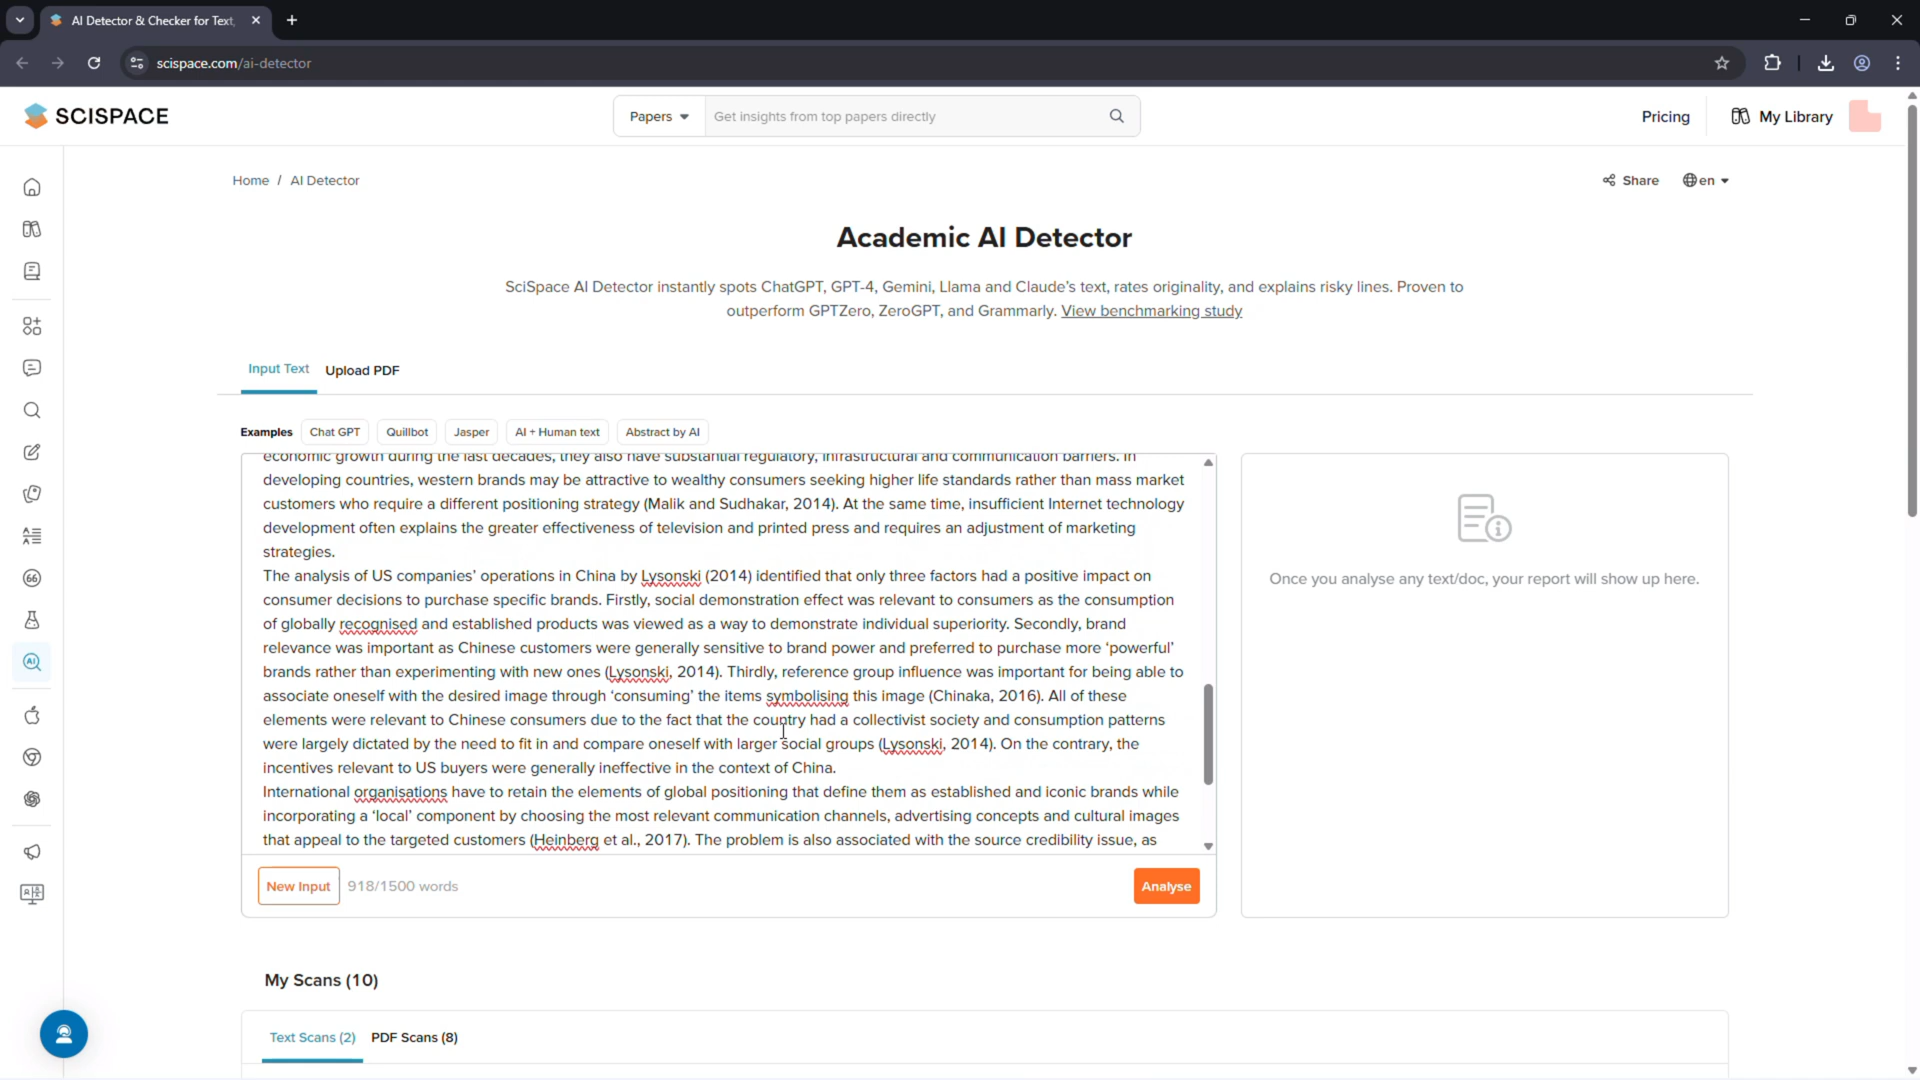 AI Detector & Checker for Text,
scispace.com/ai-detector
SCISPACE
Papers
Get insights from top papers directly
Pricing
My Library
Home / AI Detector
Share
en
Academic AI Detector
SciSpace AI Detector instantly spots ChatGPT, GPT-4, Gemini, Llama and Claude's text, rates originality, and explains risky lines. Proven to
outperform GPTZero, ZeroGPT, and Grammarly. View benchmarking study
Input Text
Upload PDF
Examples
Chat GPT
Quillbot
Jasper
AI + Human text
Abstract by AI
economic growth during the last decades, they also have substantial regulatory, infrastructural and communication barriers. In
developing countries, western brands may be attractive to wealthy consumers seeking higher life standards rather than mass market
customers who require a different positioning strategy (Malik and Sudhakar, 2014). At the same time, insufficient Internet technology
development often explains the greater effectiveness of television and printed press and requires an adjustment of marketing
strategies.
The analysis of US companies' operations in China by Lysonski (2014) identified that only three factors had a positive impact on
consumer decisions to purchase specific brands. Firstly, social demonstration effect was relevant to consumers as the consumption
of globally recognised and established products was viewed as a way to demonstrate individual superiority. Secondly, brand
relevance was important as Chinese customers were generally sensitive to brand power and preferred to purchase more 'powerful'
brands rather than experimenting with new ones (Lysonski, 2014). Thirdly, reference group influence was important for being able to
associate oneself with the desired image through 'consuming' the items symbolising this image (Chinaka, 2016). All of these
elements were relevant to Chinese consumers due to the fact that the country had a collectivist society and consumption patterns
were largely dictated by the need to fit in and compare oneself with larger social groups (Lysonski, 2014). On the contrary, the
incentives relevant to US buyers were generally ineffective in the context of China.
International organisations have to retain the elements of global positioning that define them as established and iconic brands while
incorporating a 'local' component by choosing the most relevant communication channels, advertising concepts and cultural images
that appeal to the targeted customers (Heinberg et al., 2017). The problem is also associated with the source credibility issue, as
Once you analyse any text/doc, your report will show up here.
New Input
918/1500 words
Analyse
My Scans (10)
Text Scans (2)
PDF Scans (8)